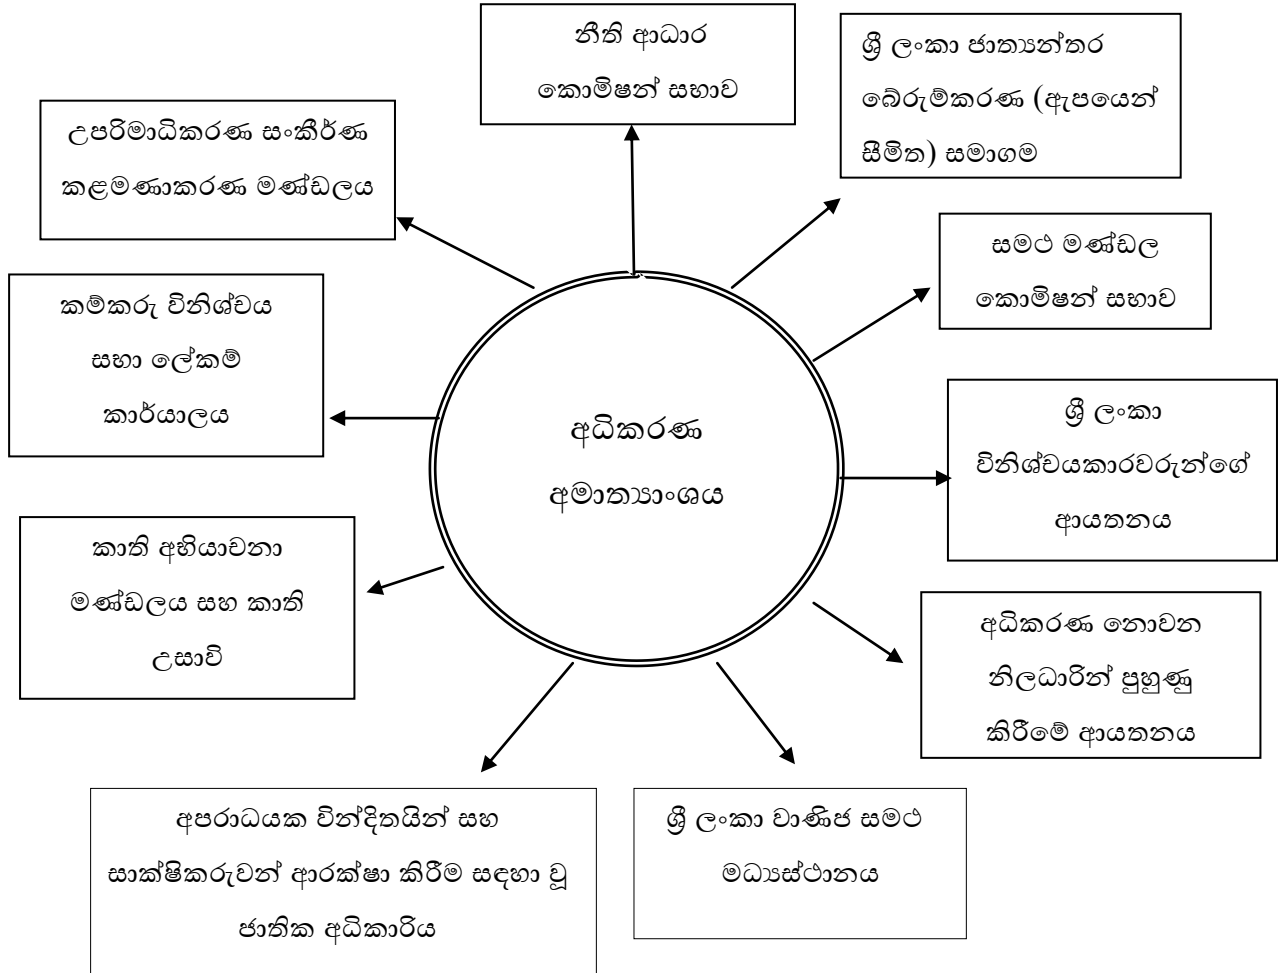 නීති ආධාර
කොමිෂන් සභාව
ශ්‍රී ලංකා ජාත්‍යන්තර
බේරුම්කරණ (ඇපයෙන්
සීමිත) සමාගම
උපරිමාධිකරණ සංකීර්ණ
කළමණාකරණ මණ්ඩලය
සමථ මණ්ඩල
කොමිෂන් සභාව
කම්කරු විනිශ්චය
සභා ලේකම්
කාර්යාලය
ශ්‍රී ලංකා
විනිශ්චයකාරවරුන්ගේ
ආයතනය
අධිකරණ
අමාත්‍යාංශය
කාති අභියාචනා
මණ්ඩලය සහ කාති
උසාවි
අධිකරණ නොවන
නිලධාරින් පුහුණු
කිරීමේ ආයතනය
අපරාධයක වින්දිතයින් සහ
සාක්ෂිකරුවන් ආරක්ෂා කිරීම සඳහා වූ
ජාතික අධිකාරිය
ශ්‍රී ලංකා වාණිජ සමථ
මධ්‍යස්ථානය